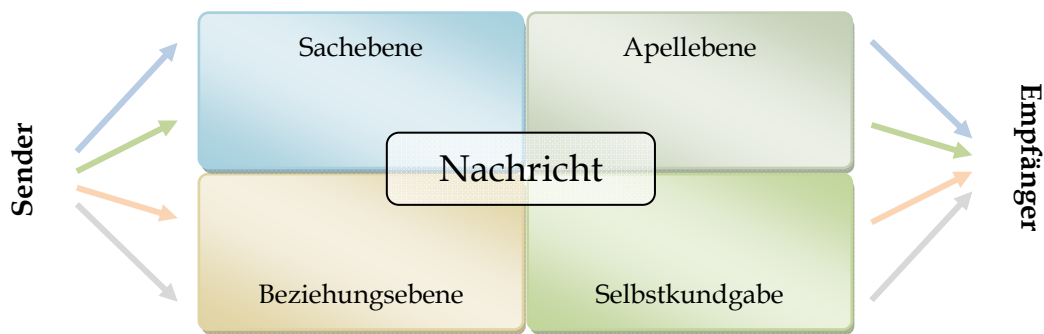 Sachebene
Apellebene
Sender
Nachricht
Empfänger
Beziehungsebene
Selbstkundgabe